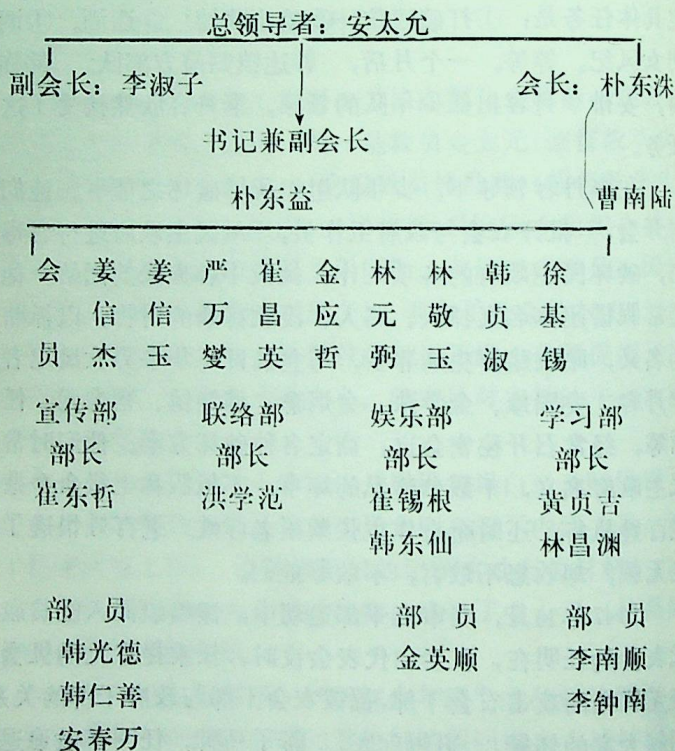 总领导者：安太允
副会长：李淑子
会长：朴东洙
书记兼副会长
朴东益
曹南陆
会员
姜信杰
姜信玉
严万燮
崔昌英
金应哲
林元弼
林敬玉
韩贞淑
徐基锡
宣传部
部长
崔东哲
联络部
部长
洪学范
娱乐部
部长
崔锡根
韩东仙
学习部
部长
黄贞吉
林昌渊
部 员
韩光德
韩仁善
安春万
部 员
金英顺
部 员
李南顺
李钟南